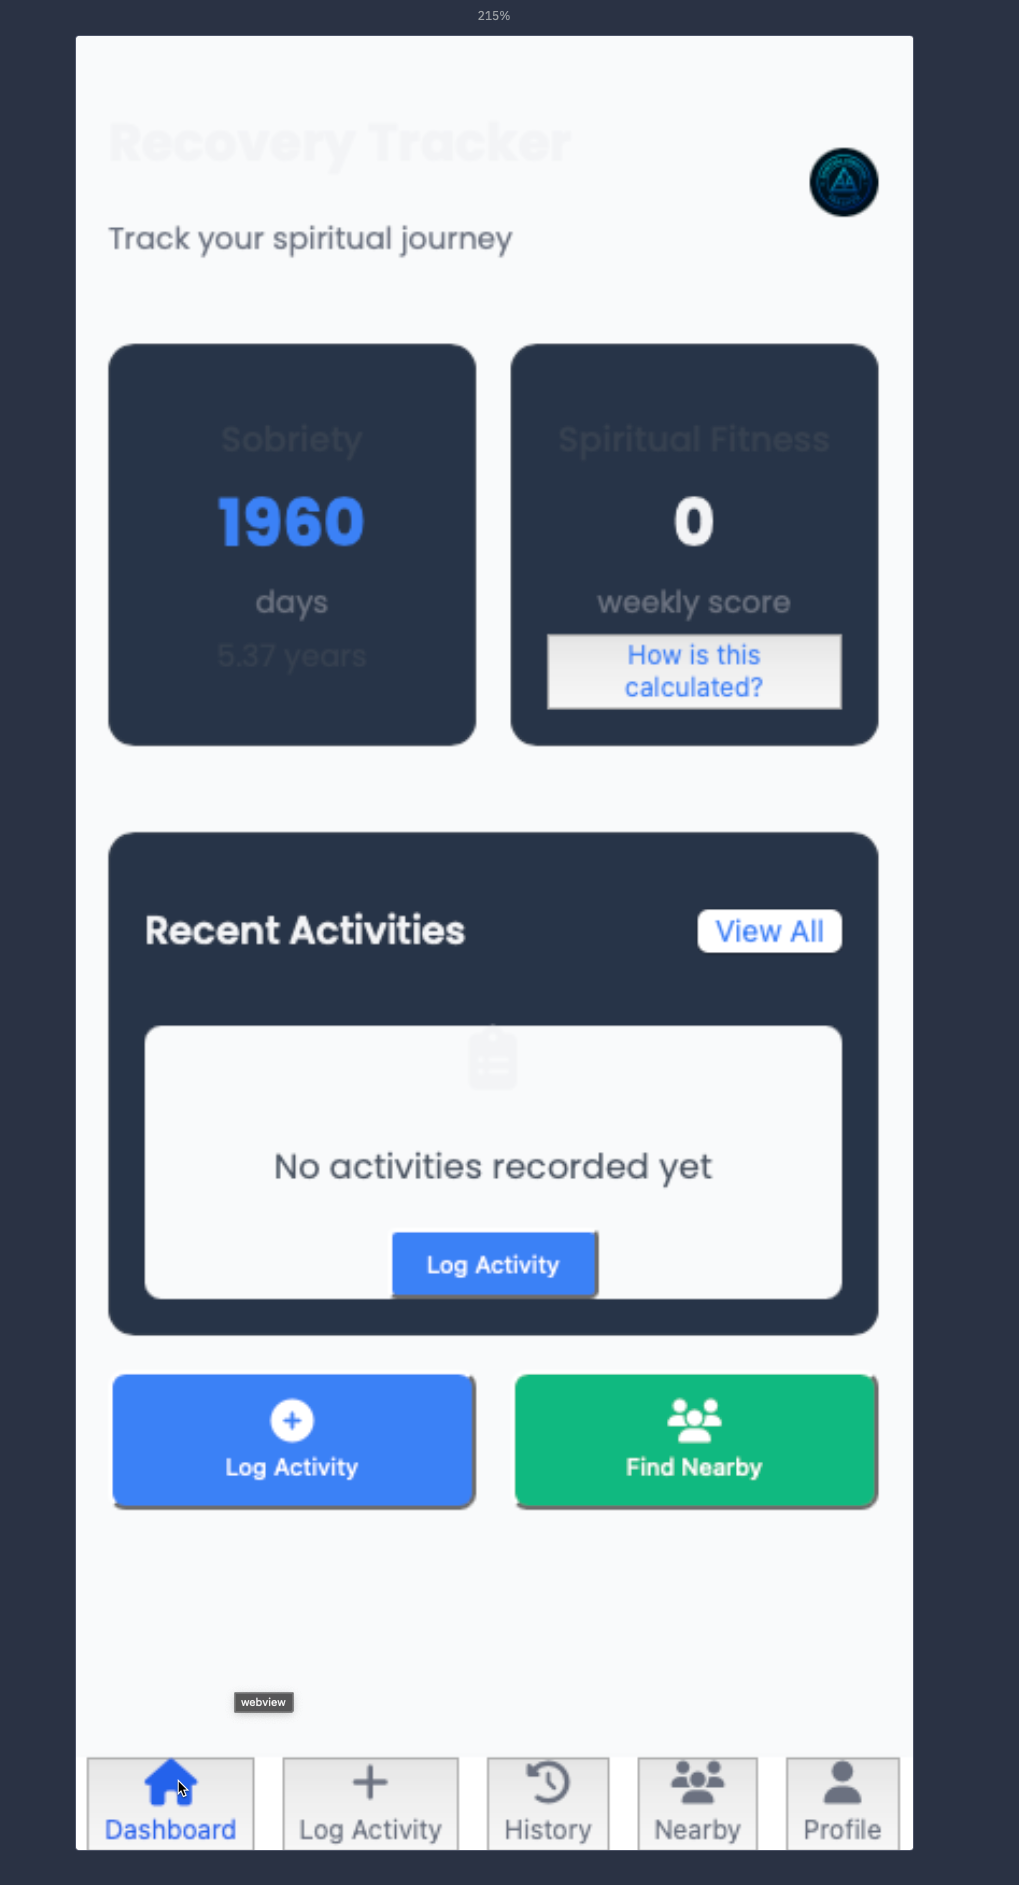 215%
Recovery Tracker
Track your spiritual journey
Sobriety
1960
days
5.37 years
Spiritual Fitness
0
weekly score
How is this
calculated?
Recent Activities
View All
No activities recorded yet
Log Activity
Log Activity
Find Nearby
webview
Dashboard
Log Activity
History
Nearby
Profile